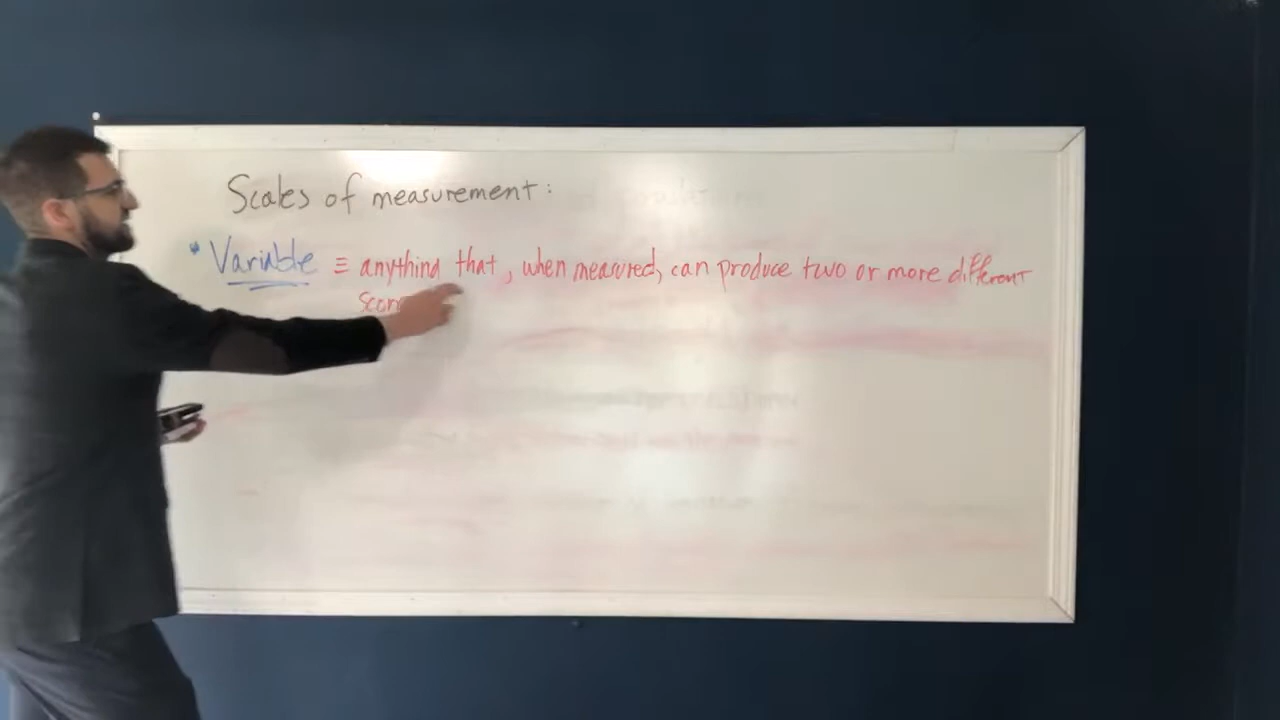 Scales of measurement:
* Variable ≡ anything that, when measured, can produce two or more different